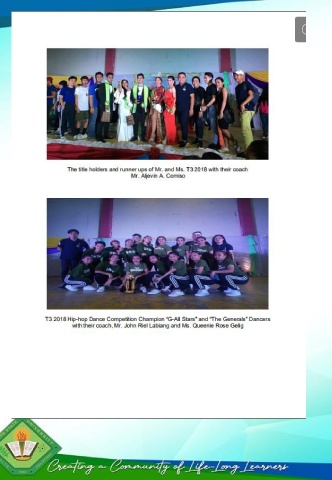 The title holders and runner ups of Mr. and Ms. T3 2018 with their coach
Mr. Aljevin A. Comiso
T3 2018 Hip-hop Dance Competition Champion "G-All Stars" and "The Generals" Dancers
with their coach, Mr. John Riel Labiang and Ms. Queenie Rose Gelig
Creating a Community of Life-Long Learners